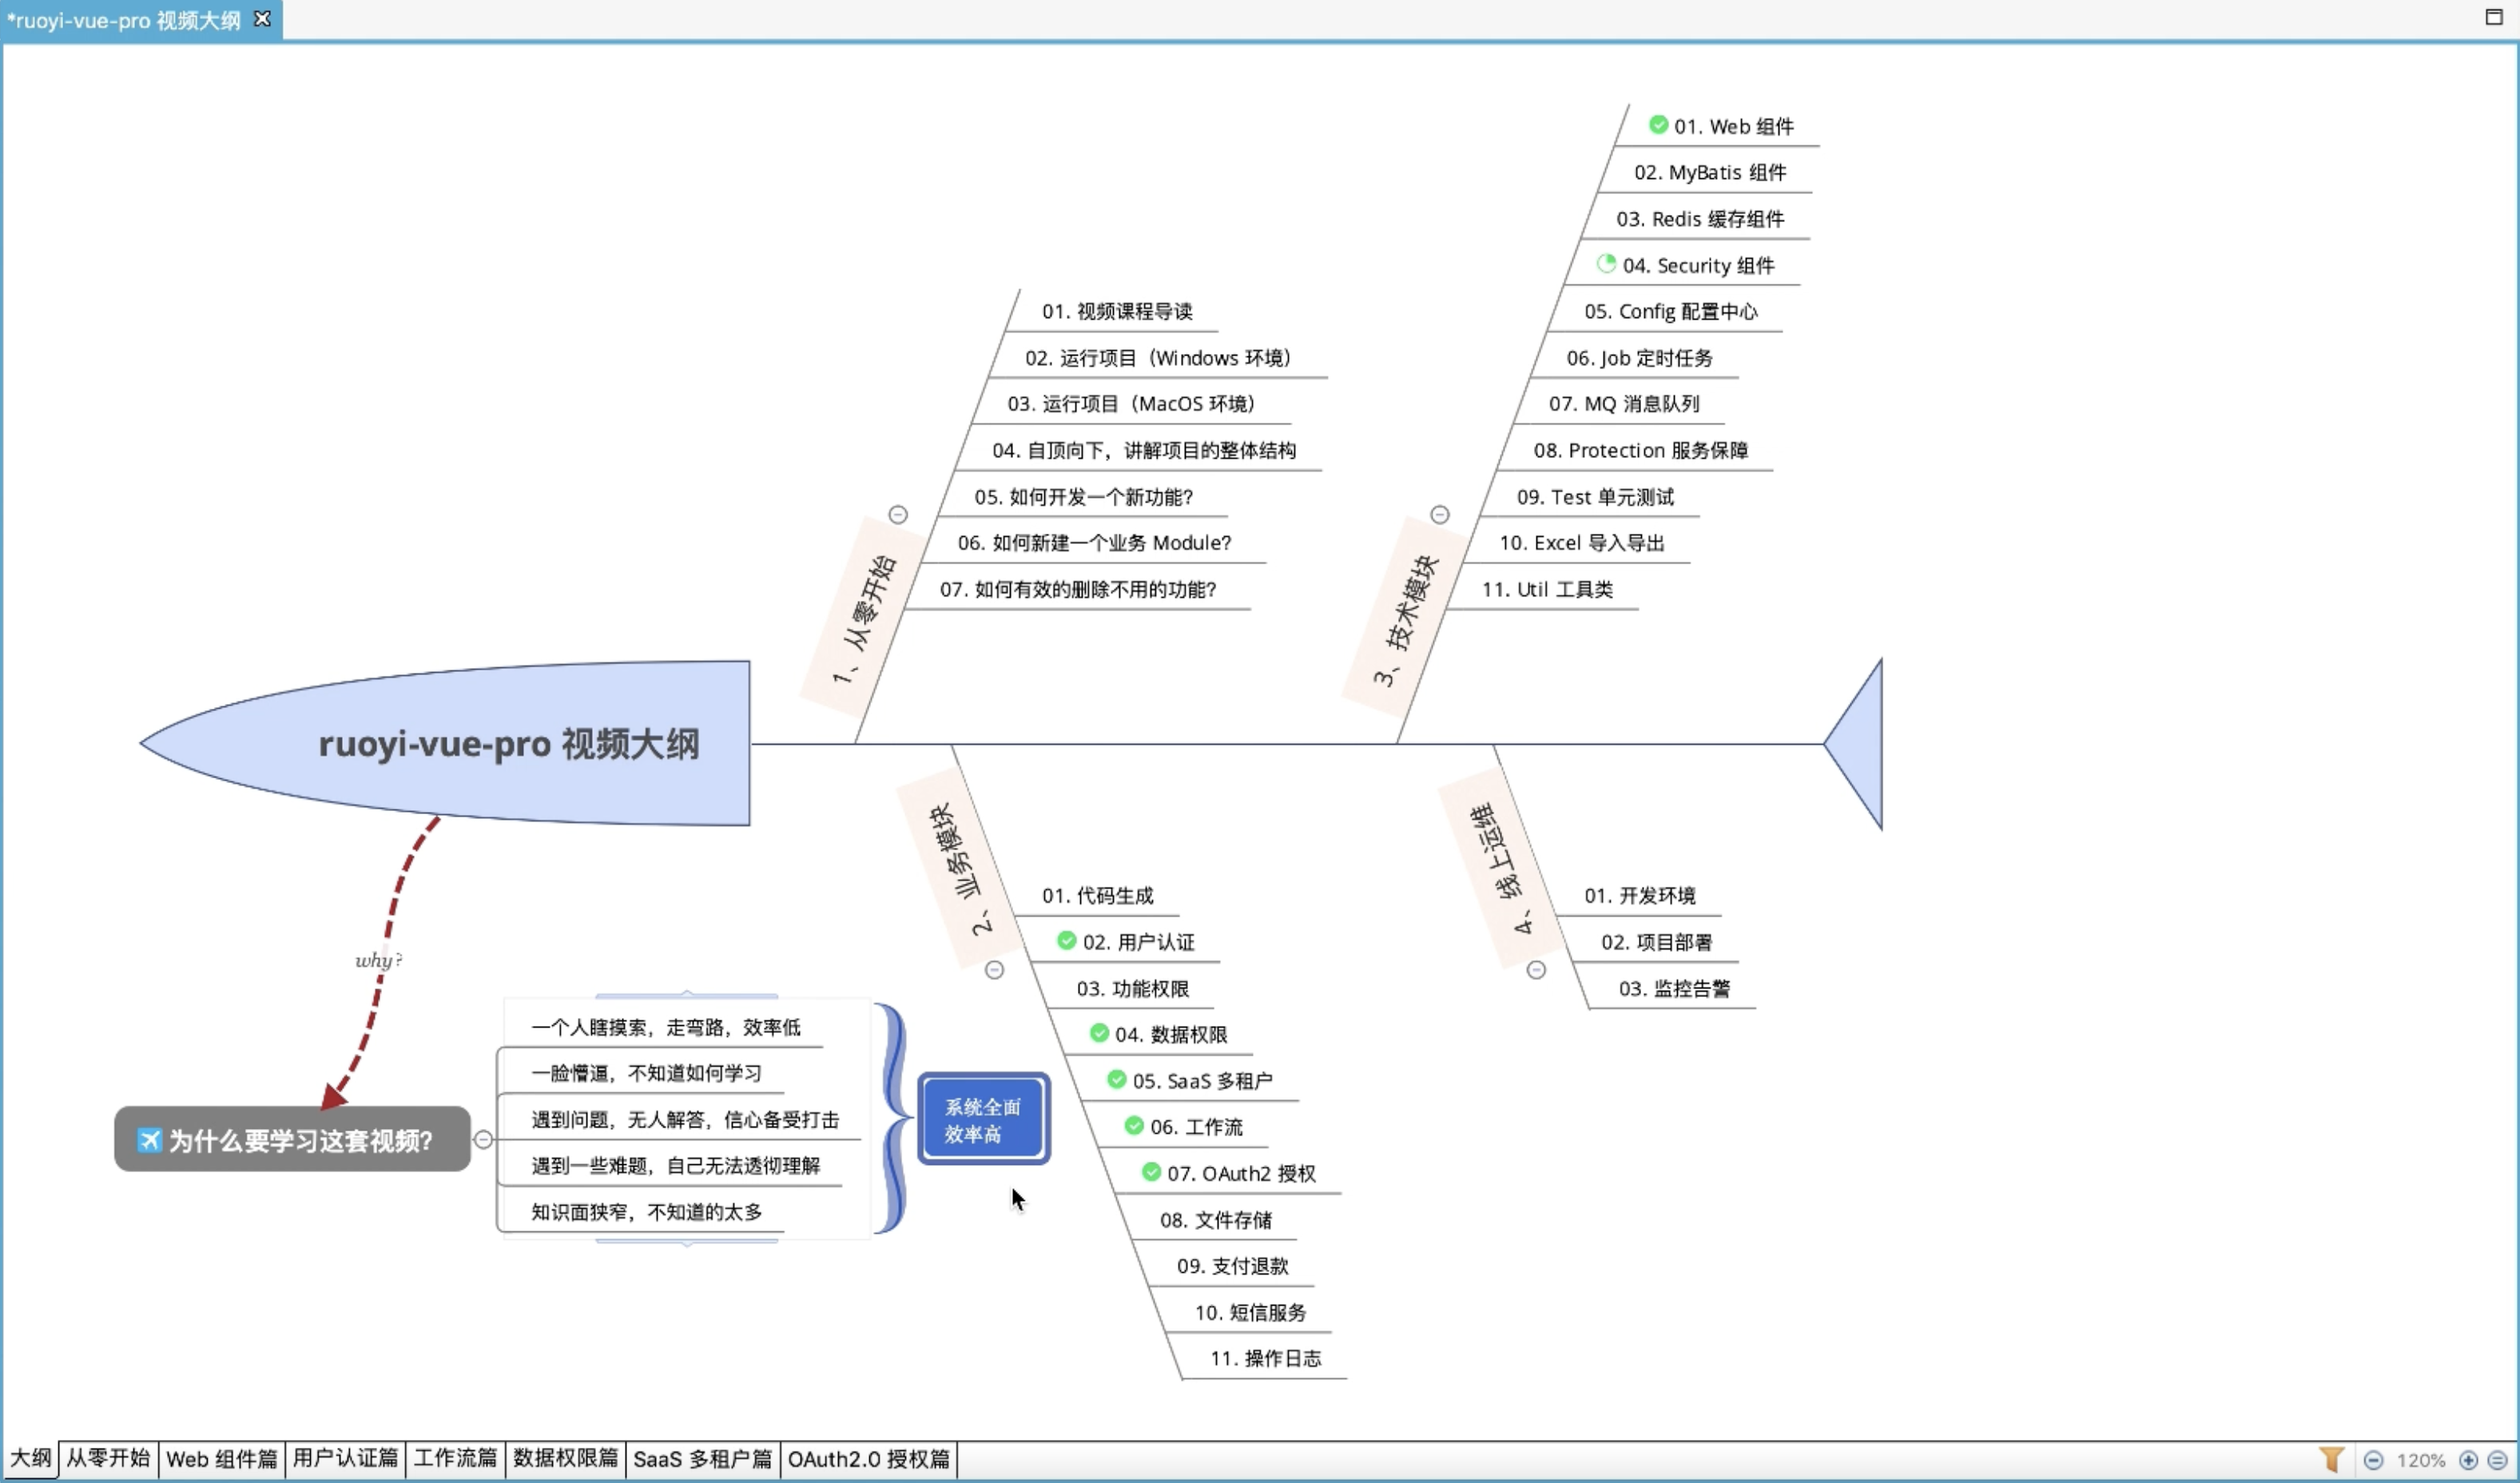 *ruoyi-vue-pro 视频大纲
ruoyi-vue-pro 视频大纲
1、从零开始
01. 视频课程导读
02. 运行项目（Windows 环境）
03. 运行项目（MacOS 环境）
04. 自顶向下，讲解项目的整体结构
05. 如何开发一个新功能？
06. 如何新建一个业务 Module？
07. 如何有效的删除不用的功能？
3、技术模块
01. Web 组件
02. MyBatis 组件
03. Redis 缓存组件
04. Security 组件
05. Config 配置中心
06. Job 定时任务
07. MQ 消息队列
08. Protection 服务保障
09. Test 单元测试
10. Excel 导入导出
11. Util 工具类
2、业务模块
01. 代码生成
02. 用户认证
03. 功能权限
04. 数据权限
05. SaaS 多租户
06. 工作流
07. OAuth2 授权
08. 文件存储
09. 支付退款
10. 短信服务
11. 操作日志
4、线上运维
01. 开发环境
02. 项目部署
03. 监控告警
why?
为什么要学习这套视频？
一个人瞎摸索，走弯路，效率低
一脸懵逼，不知道如何学习
遇到问题，无人解答，信心备受打击
遇到一些难题，自己无法透彻理解
知识面狭窄，不知道的太多
系统全面
效率高
大纲
从零开始
Web 组件篇
用户认证篇
工作流篇
数据权限篇
SaaS 多租户篇
OAuth2.0 授权篇
120%